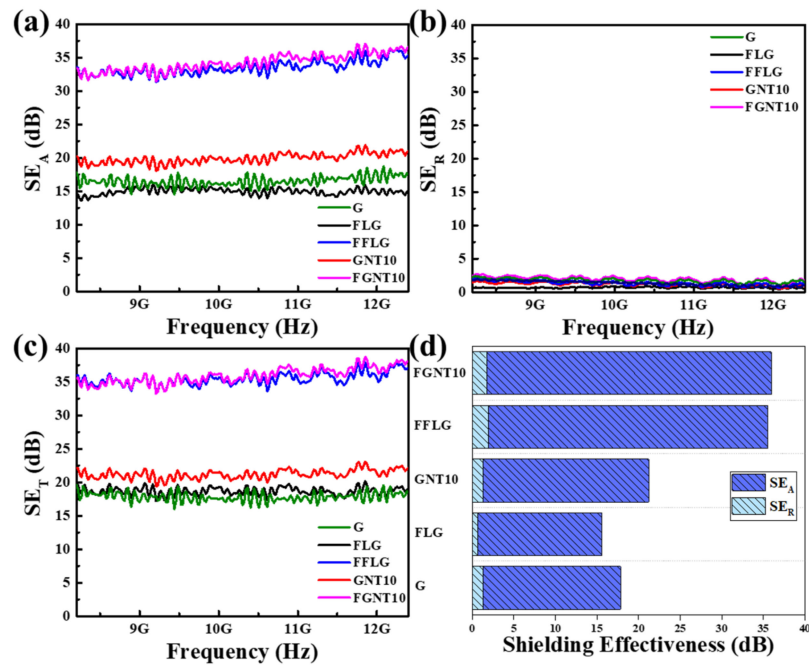 (a)
40
35
30
25
20
15
10
5
0
SE_A (dB)
G
FLG
FFLG
GNT10
FGNT10
9G 10G 11G 12G
Frequency (Hz)
(b)
40
35
30
25
20
15
10
5
0
SE_R (dB)
G
FLG
FFLG
GNT10
FGNT10
9G 10G 11G 12G
Frequency (Hz)
(c)
40
35
30
25
20
15
10
5
0
SE_T (dB)
G
FLG
FFLG
GNT10
FGNT10
9G 10G 11G 12G
Frequency (Hz)
(d)
FGNT10
FFLG
GNT10
FLG
G
SE_A
SE_R
0 5 10 15 20 25 30 35 40
Shielding Effectiveness (dB)